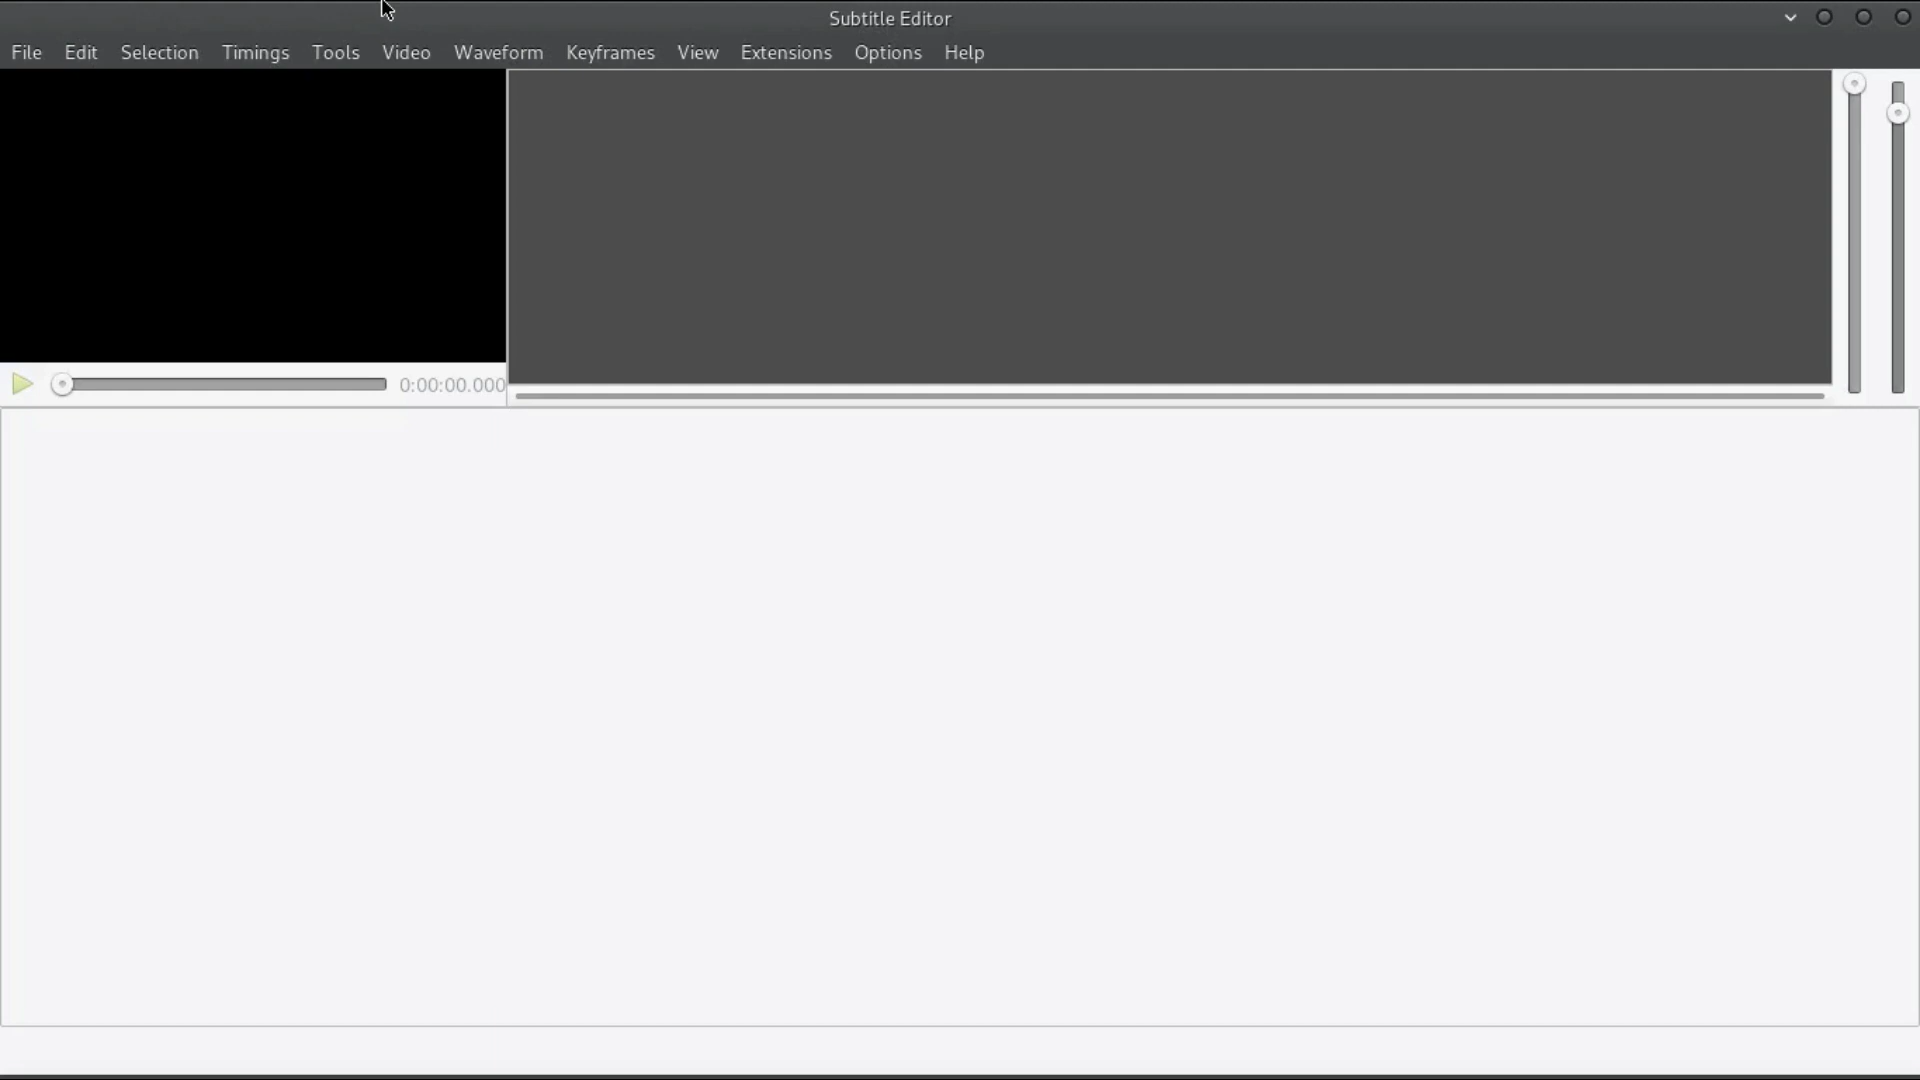 Subtitle Editor
File Edit Selection Timings Tools Video Waveform Keyframes View Extensions Options Help
0:00:00.000